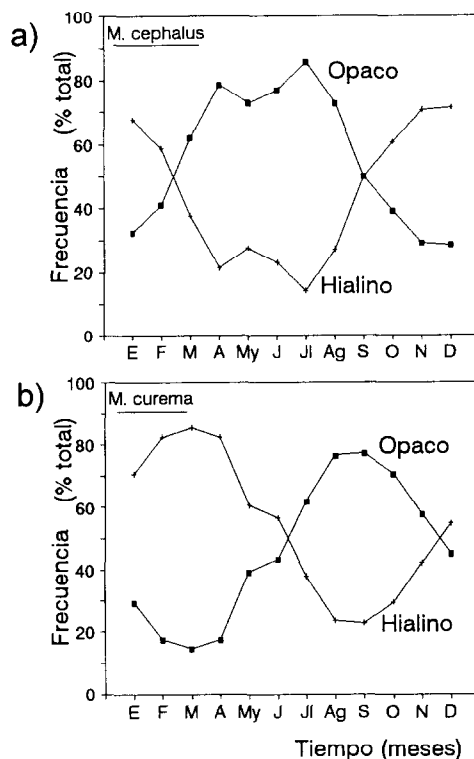 a)
M. cephalus
Frecuencia (% total)
100
80
60
40
20
0
Opaco
Hialino
E F M A My J Jl Ag S O N D
b)
M. curema
Frecuencia (% total)
100
80
60
40
20
0
Opaco
Hialino
E F M A My J Jl Ag S O N D
Tiempo (meses)